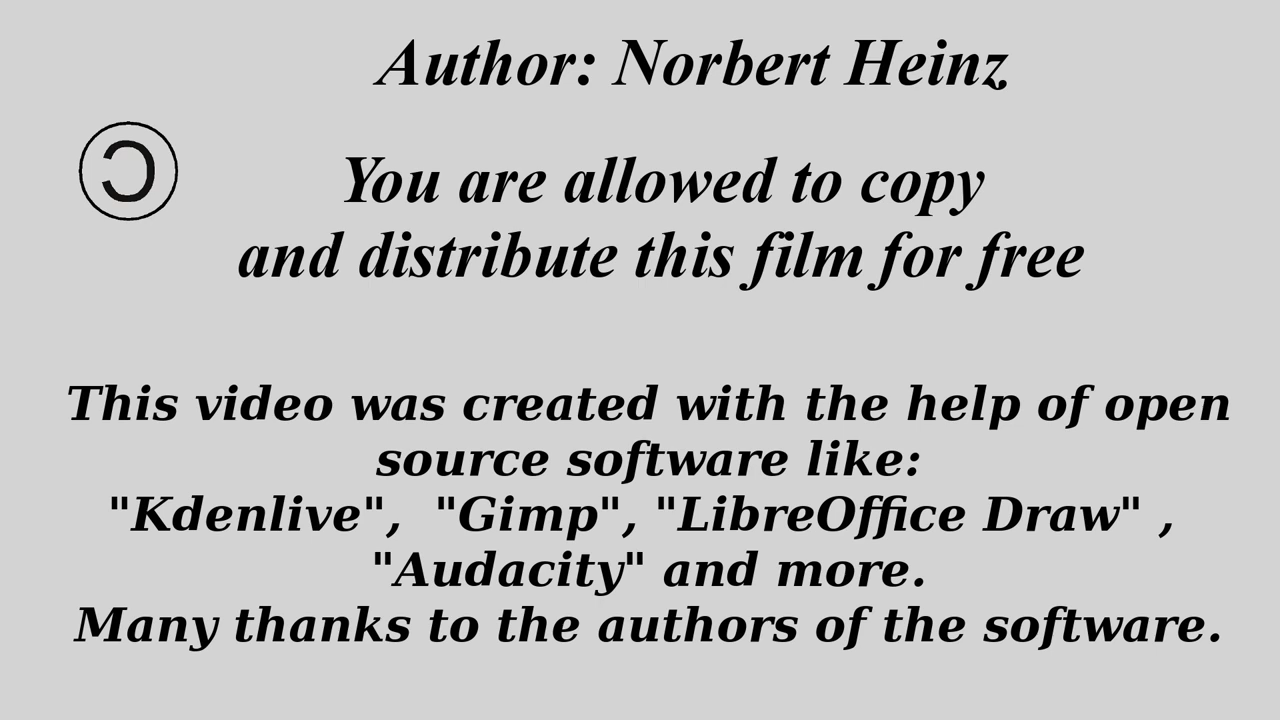 Author: Norbert Heinz
🄯
You are allowed to copy
and distribute this film for free
This video was created with the help of open
source software like:
"Kdenlive",  "Gimp", "LibreOffice Draw" ,
"Audacity" and more.
Many thanks to the authors of the software.